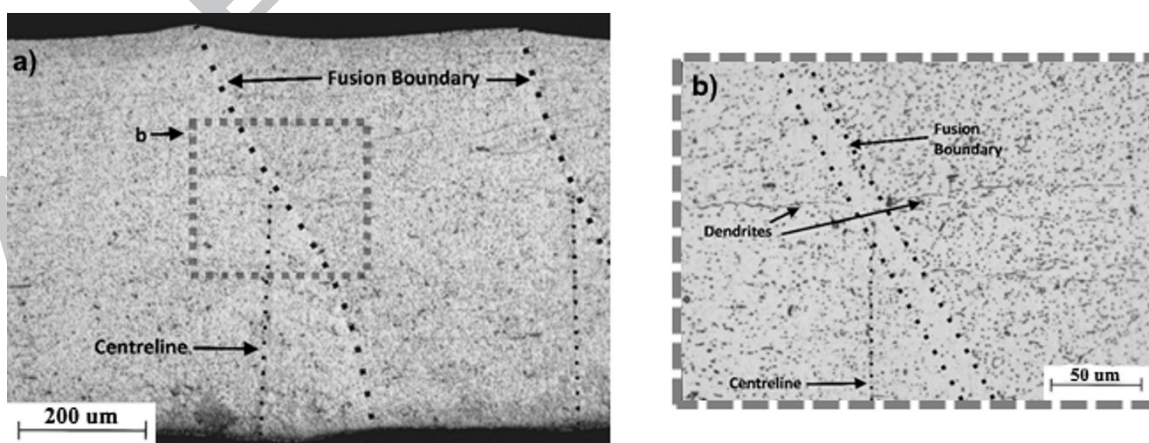 a)
Fusion Boundary
b
Centreline
200 um
b)
Fusion
Boundary
Dendrites
Centreline
50 um